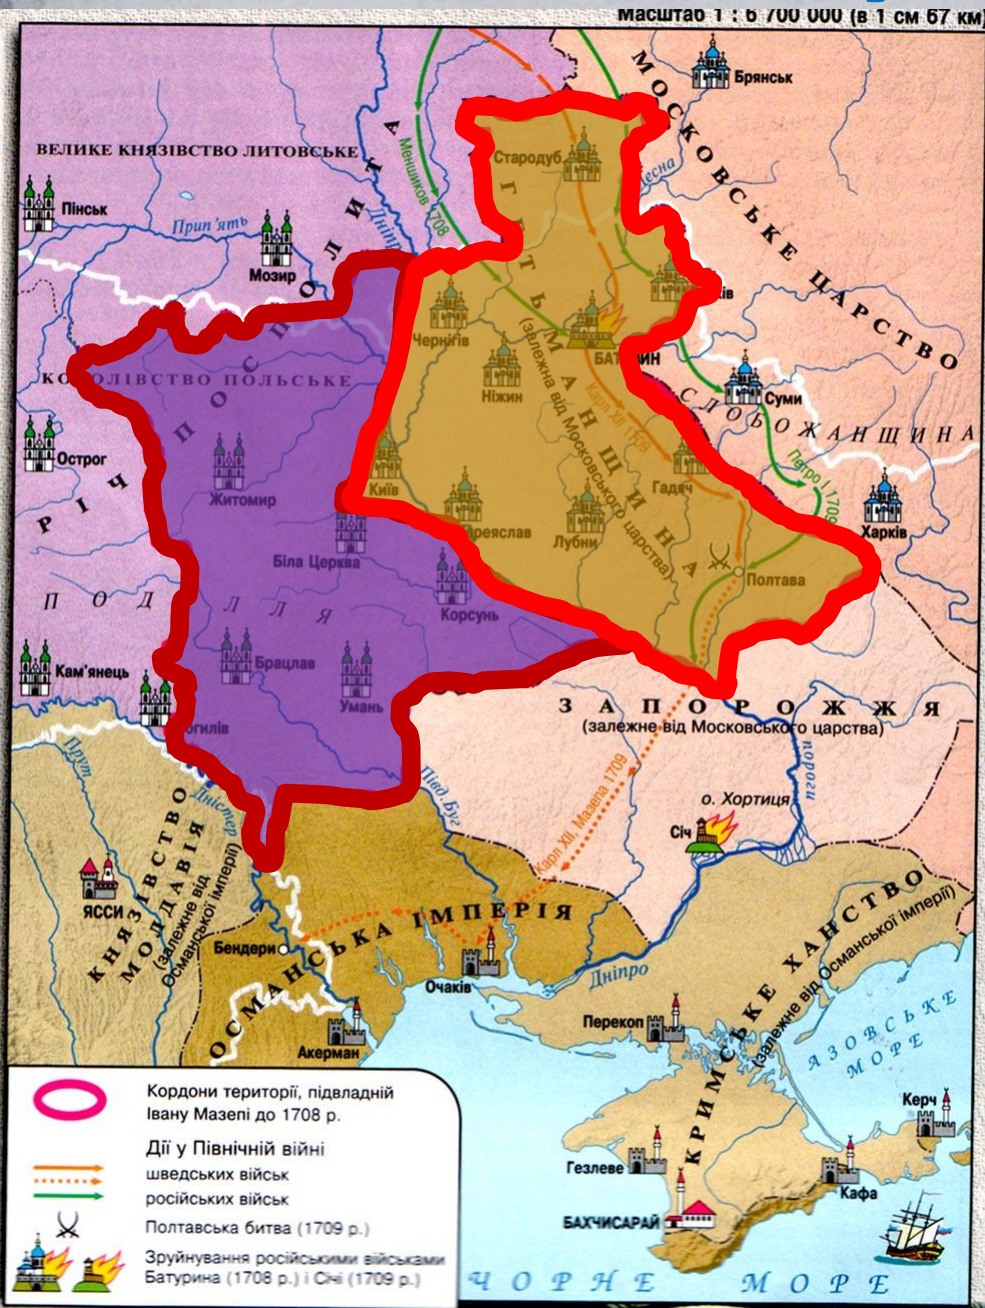 Масштаб 1 : 6 700 000 (в 1 см 67 км)
Брянськ
МОСКОВСЬКЕ ЦАРСТВО
ВЕЛИКЕ КНЯЗІВСТВО ЛИТОВСЬКЕ
Меншиков 1708
Стародуб
Десна
Пінськ
Прип'ять
Дніпро
Мозир
РІЧ ПОСПОЛИТА
ГЕТЬМАНЩИНА
(залежна від Московського царства)
Чернігів
БАТУРИН
КОРОЛІВСТВО ПОЛЬСЬКЕ
Ніжин
Карл XII 1709
Суми
СЛОБОЖАНЩИНА
Острог
Житомир
Київ
Гадяч
Петро I 1709
Переяслав
Лубни
Харків
Біла Церква
Полтава
ПОДІЛЛЯ
Корсунь
Кам'янець
Брацлав
Умань
Могилів
ЗАПОРОЖЖЯ
(залежне від Московського царства)
Прут
Дністер
Півд.Буг
пороги
Карл XII, Мазепа 1709
о. Хортиця
Січ
КНЯЗІВСТВО
МОЛДАВІЯ
(залежне від
Османської імперії)
ЯССИ
ОСМАНСЬКА ІМПЕРІЯ
Бендери
Очаків
Дніпро
КРИМСЬКЕ ХАНСТВО
(залежне від Османської імперії)
Перекоп
Акерман
АЗОВСЬКЕ
МОРЕ
Керч
Гезлеве
Кафа
БАХЧИСАРАЙ
ЧОРНЕ МОРЕ
Кордони території, підвладній
Івану Мазепі до 1708 р.
Дії у Північній війні
шведських військ
російських військ
Полтавська битва (1709 р.)
Зруйнування російськими військами
Батурина (1708 р.) і Січі (1709 р.)